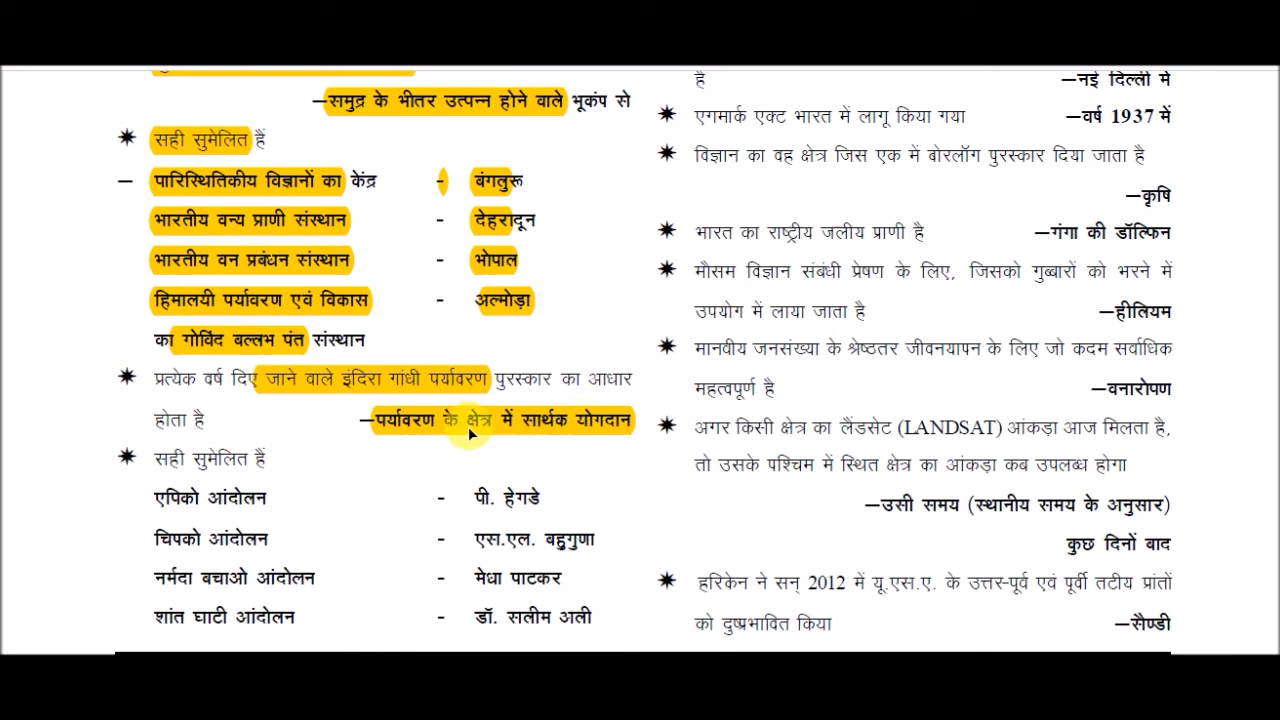 –समुद्र के भीतर उत्पन्न होने वाले भूकंप से
✷ सही सुमेलित हैं
– पारिस्थितिकीय विज्ञानों का केंद्र - बंगलुरू
भारतीय वन्य प्राणी संस्थान - देहरादून
भारतीय वन प्रबंधन संस्थान - भोपाल
हिमालयी पर्यावरण एवं विकास - अल्मोड़ा
का गोविंद बल्लभ पंत संस्थान
✷ प्रत्येक वर्ष दिए जाने वाले इंदिरा गांधी पर्यावरण पुरस्कार का आधार
होता है –पर्यावरण के क्षेत्र में सार्थक योगदान
✷ सही सुमेलित हैं
एपिको आंदोलन - पी. हेगडे
चिपको आंदोलन - एस.एल. बहुगुणा
नर्मदा बचाओ आंदोलन - मेधा पाटकर
शांत घाटी आंदोलन - डॉ. सलीम अली
है –नई दिल्ली में
✷ एगमार्क एक्ट भारत में लागू किया गया –वर्ष 1937 में
✷ विज्ञान का वह क्षेत्र जिस एक में बोरलॉग पुरस्कार दिया जाता है
–कृषि
✷ भारत का राष्ट्रीय जलीय प्राणी है –गंगा की डॉल्फिन
✷ मौसम विज्ञान संबंधी प्रेषण के लिए, जिसको गुब्बारों को भरने में
उपयोग में लाया जाता है –हीलियम
✷ मानवीय जनसंख्या के श्रेष्ठतर जीवनयापन के लिए जो कदम सर्वाधिक
महत्वपूर्ण है –वनारोपण
✷ अगर किसी क्षेत्र का लैंडसेट (LANDSAT) आंकड़ा आज मिलता है,
तो उसके पश्चिम में स्थित क्षेत्र का आंकड़ा कब उपलब्ध होगा
–उसी समय (स्थानीय समय के अनुसार)
कुछ दिनों बाद
✷ हरिकेन ने सन् 2012 में यू.एस.ए. के उत्तर-पूर्व एवं पूर्वी तटीय प्रांतों
को दुष्प्रभावित किया –सैण्डी